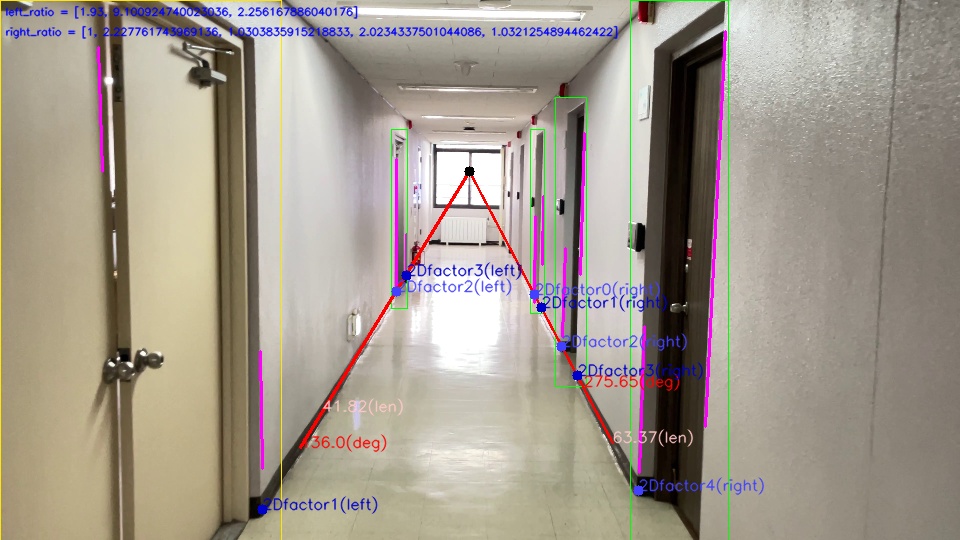 left_ratio = [1.93, 9.100924740023036, 2.256167886040176]
right_ratio = [1, 2.227761743969136, 1.0303835915218833, 2.0234337501044086, 1.0321254894462422]
2Dfactor3(left)
2Dfactor2(left)
2Dfactor0(right)
2Dfactor1(right)
2Dfactor2(right)
2Dfactor3(right)
275.65(deg)
41.82(len)
36.0(deg)
63.37(len)
2Dfactor4(right)
2Dfactor1(left)